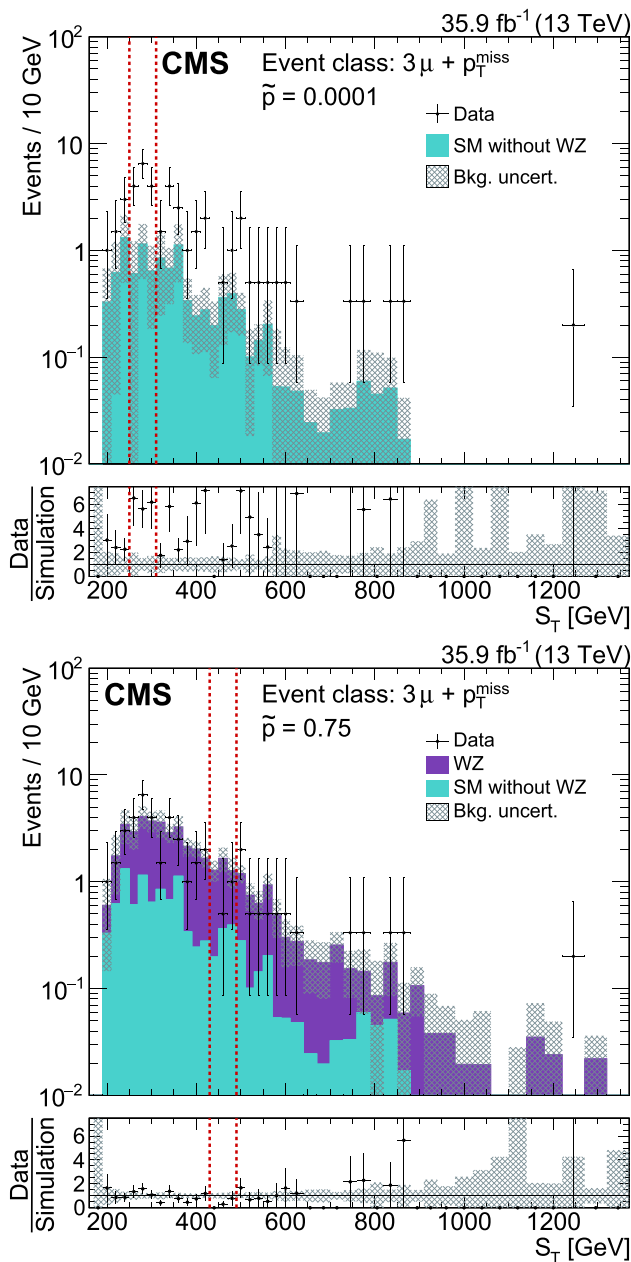 35.9 fb⁻¹ (13 TeV)
CMS
Event class: 3μ + p_T^miss
p̃ = 0.0001
Data
SM without WZ
Bkg. uncert.
Events / 10 GeV
10²
10
1
10⁻¹
10⁻²
Data
Simulation
6
4
2
0
200 400 600 800 1000 1200
S_T [GeV]
35.9 fb⁻¹ (13 TeV)
CMS
Event class: 3μ + p_T^miss
p̃ = 0.75
Data
WZ
SM without WZ
Bkg. uncert.
Events / 10 GeV
10²
10
1
10⁻¹
10⁻²
Data
Simulation
6
4
2
0
200 400 600 800 1000 1200
S_T [GeV]